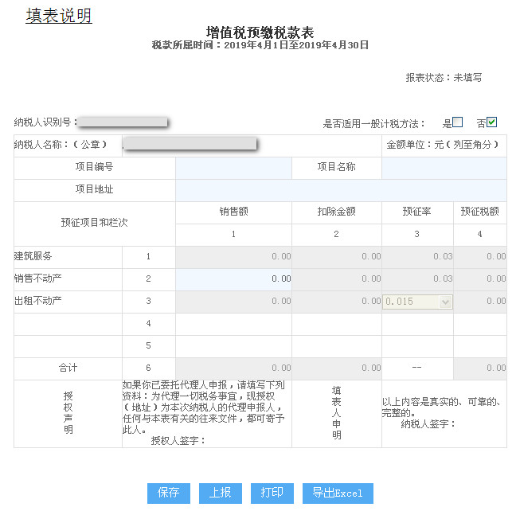 填表说明
增值税预缴税款表
税款所属时间：2019年4月1日至2019年4月30日
报表状态：未填写
纳税人识别号：
是否适用一般计税方法： 是 否
纳税人名称：（公章）
金额单位：元（列至角分）
项目编号 项目名称
项目地址
预征项目和栏次 销售额 扣除金额 预征率 预征税额
1 2 3 4
建筑服务 1 0.00 0.00 0.03 0.00
销售不动产 2 0.00 0.00 0.03 0.00
出租不动产 3 0.00 0.00 0.015 0.00
4
5
合计 6 0.00 0.00 -- 0.00
授权声明
如果你已委托代理人申报，请填写下列
资料：为代理一切税务事宜，现授权
（地址）为本次纳税人的代理申报人，
任何与本表有关的往来文件，都可寄予
此人。
授权人签字：
填表人申明
以上内容是真实的、可靠的、
完整的。
纳税人签字：
保存 上报 打印 导出Excel